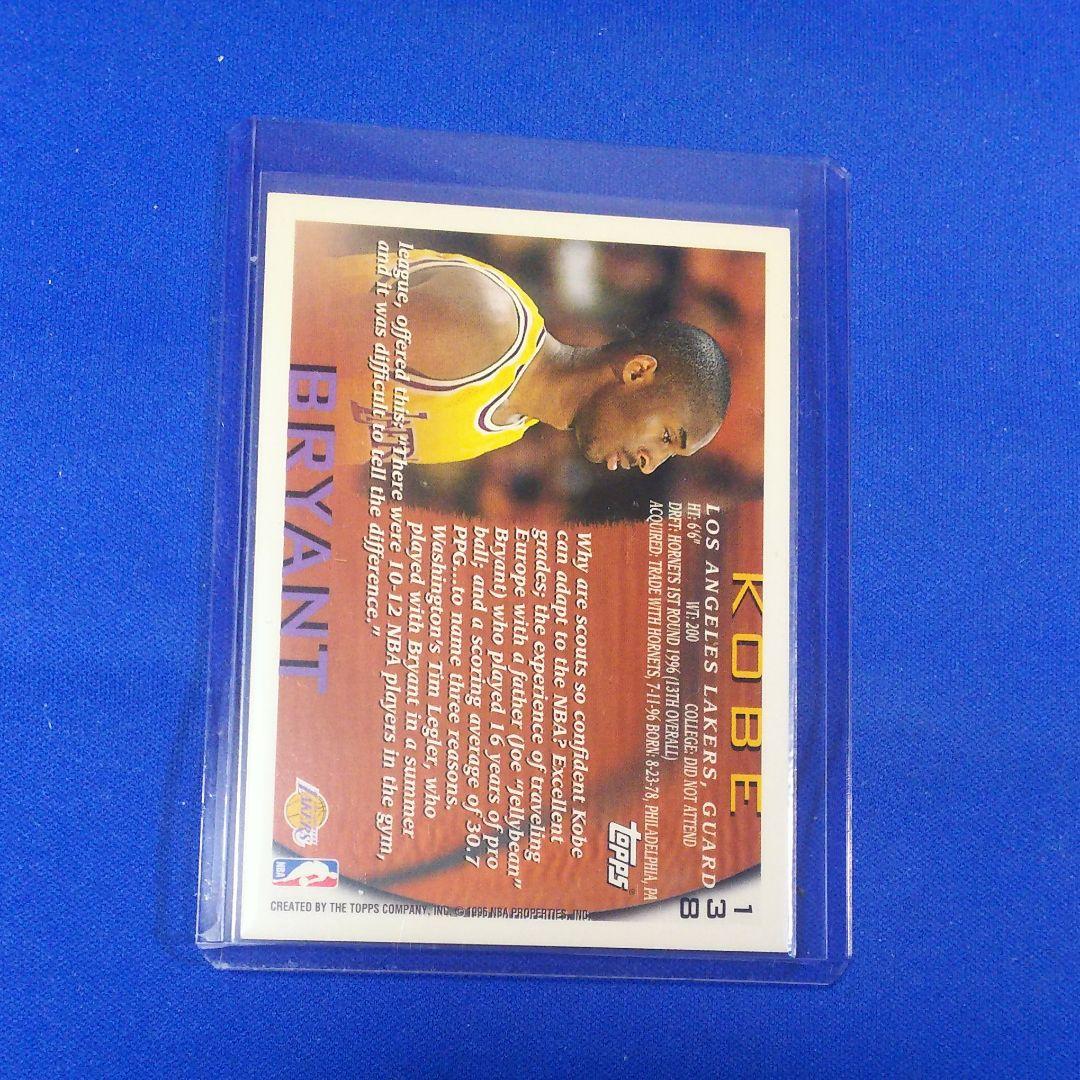 138
KOBE
LOS ANGELES LAKERS, GUARD
HT: 6'6" WT: 200 COLLEGE: DID NOT ATTEND
DRFT: HORNETS 1ST ROUND 1996 (13TH OVERALL)
ACQUIRED: TRADE WITH HORNETS, 7-11-96 BORN: 8-23-78, PHILADELPHIA, PA
Topps®
Why are scouts so confident Kobe
can adapt to the NBA? Excellent
grades; the experience of traveling
Europe with a father (Joe "Jellybean"
Bryant) who played 16 years of pro
ball; and a scoring average of 30.7
PPG...to name three reasons.
Washington's Tim Legler, who
played with Bryant in a summer
league, offered this: "There were 10-12 NBA players in the gym,
and it was difficult to tell the difference."
BRYANT
LAKERS
NBA
CREATED BY THE TOPPS COMPANY, INC. © 1996 NBA PROPERTIES, INC.